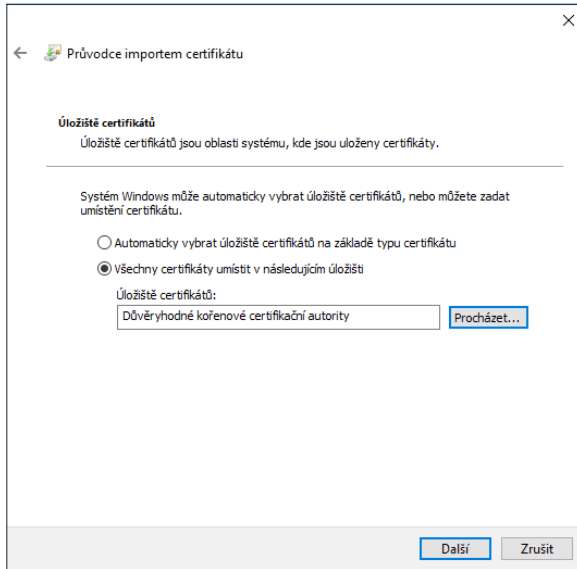 Průvodce importem certifikátu
Úložiště certifikátů
Úložiště certifikátů jsou oblasti systému, kde jsou uloženy certifikáty.
Systém Windows může automaticky vybrat úložiště certifikátů, nebo můžete zadat
umístění certifikátu.
Automaticky vybrat úložiště certifikátů na základě typu certifikátu
Všechny certifikáty umístit v následujícím úložišti
Úložiště certifikátů:
Důvěryhodné kořenové certifikační autority
Procházet...
Další
Zrušit